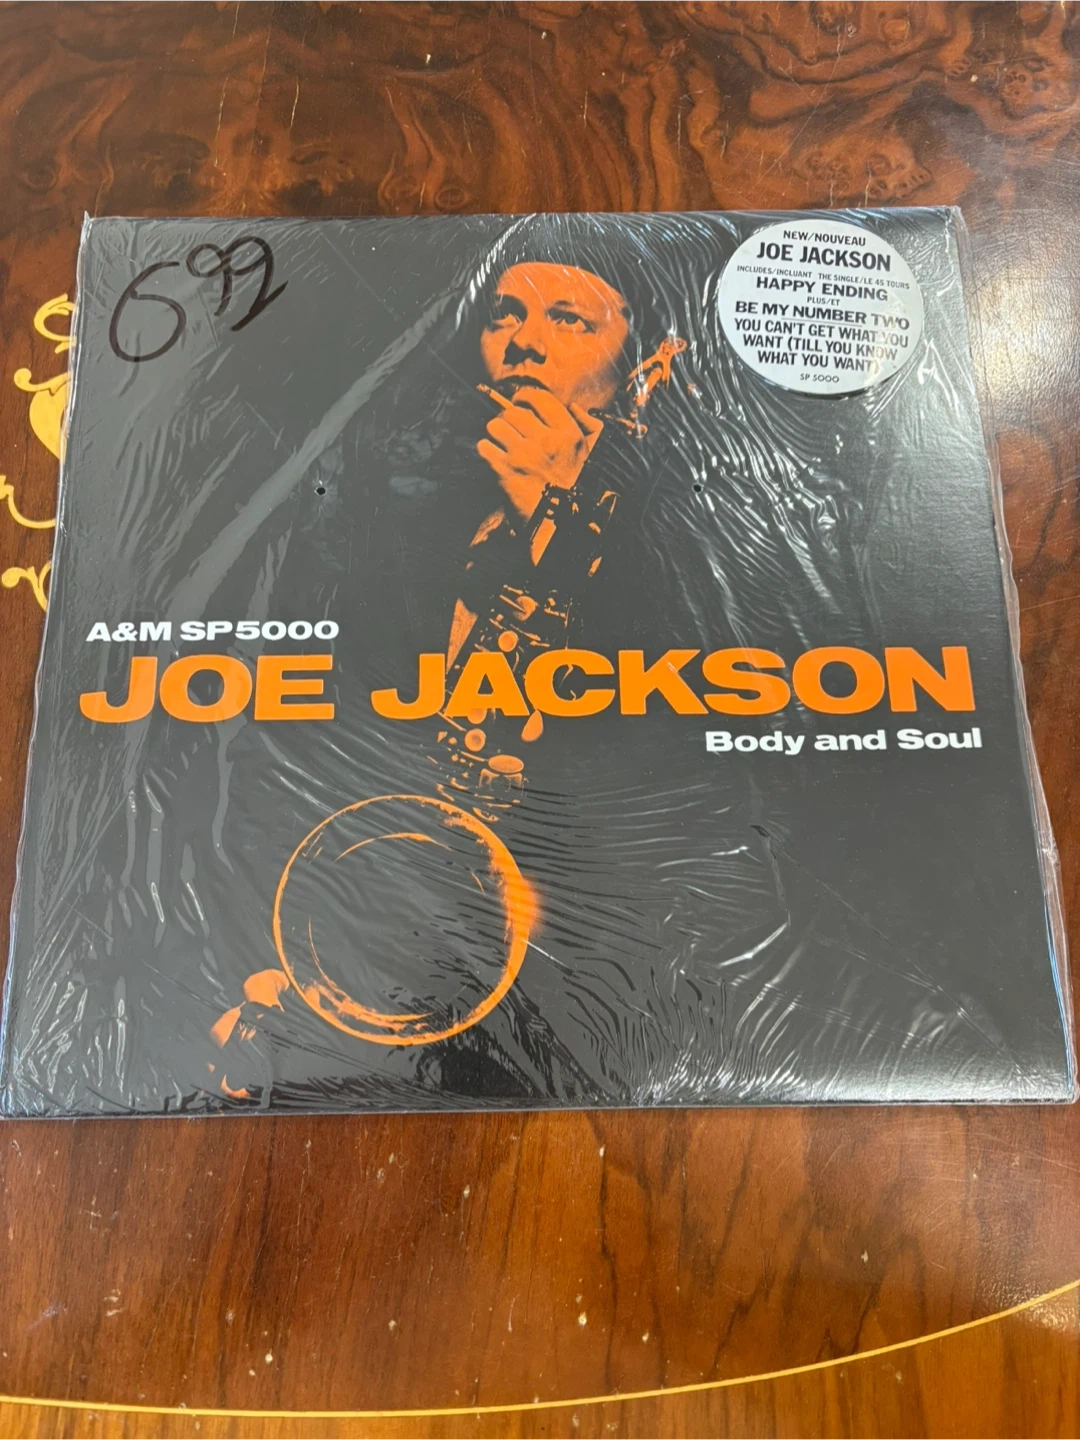 699
NEW/NOUVEAU
JOE JACKSON
INCLUDES/INCLUANT THE SINGLE/LE 45 TOURS
HAPPY ENDING
PLUS/ET
BE MY NUMBER TWO
YOU CAN'T GET WHAT YOU
WANT (TILL YOU KNOW
WHAT YOU WANT)
SP 5000
A&M SP5000
JOE JACKSON
Body and Soul